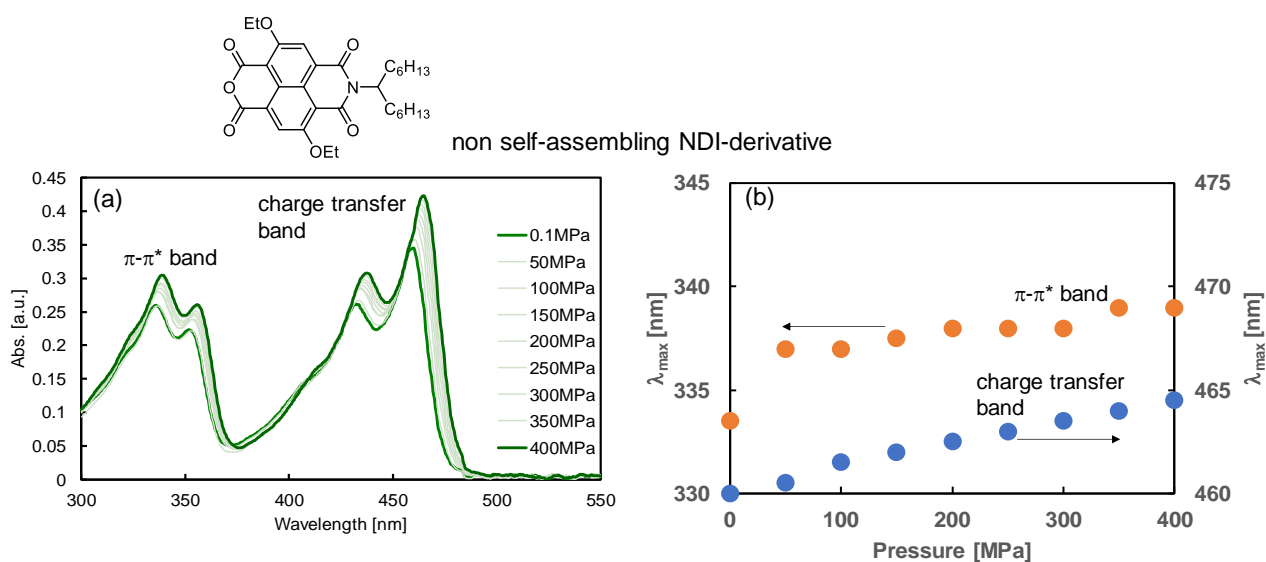 EtO
O
O
C6H13
O
N
C6H13
O
O
OEt
non self-assembling NDI-derivative
(a)
charge transfer
band
π-π* band
0.1MPa
50MPa
100MPa
150MPa
200MPa
250MPa
300MPa
350MPa
400MPa
0.45
0.4
0.35
0.3
0.25
0.2
0.15
0.1
0.05
0
Abs. [a.u.]
300 350 400 450 500 550
Wavelength [nm]
(b)
π-π* band
charge transfer
band
345
340
335
330
λmax [nm]
475
470
465
460
λmax [nm]
0 100 200 300 400
Pressure [MPa]